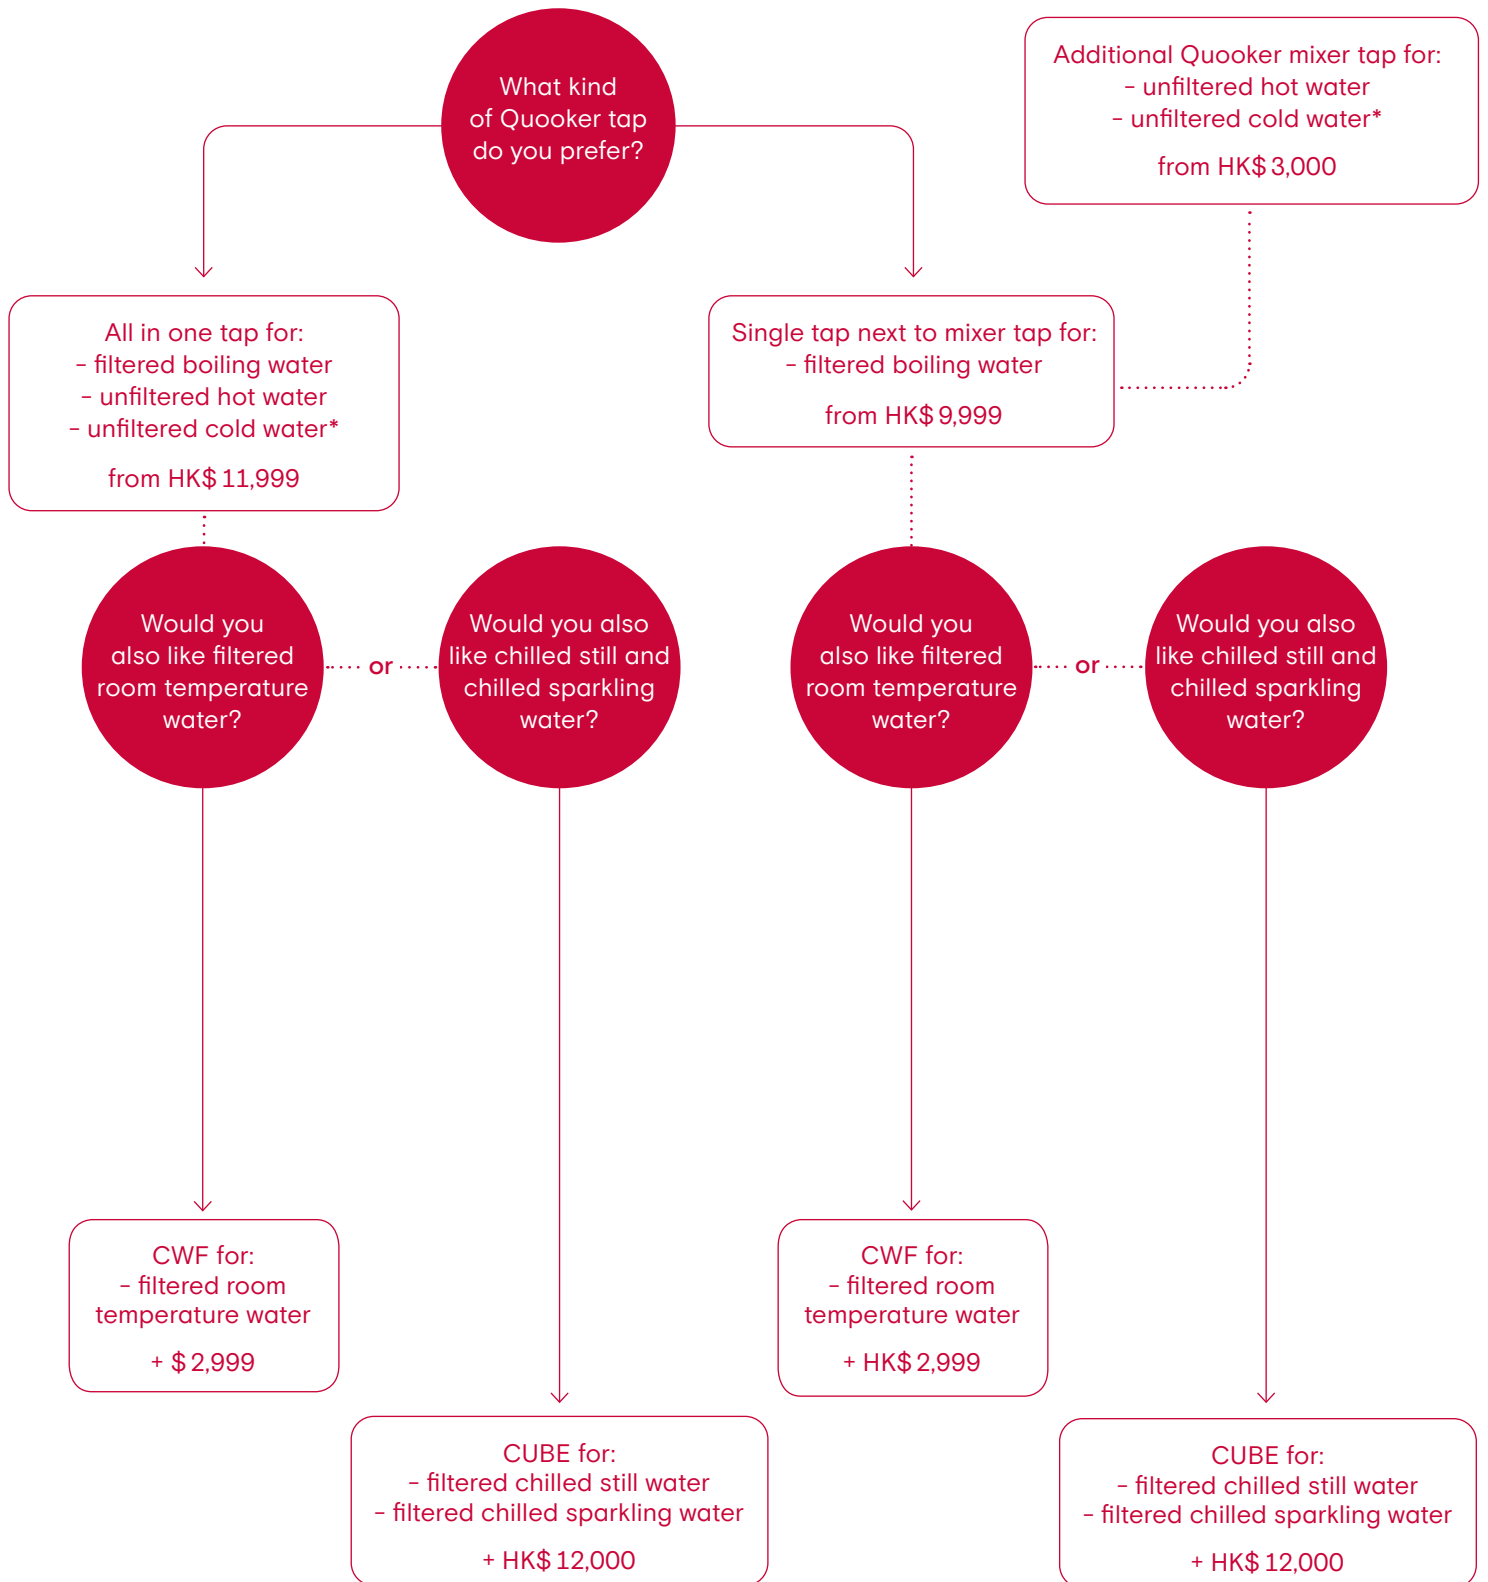 What kind
of Quooker tap
do you prefer?
Additional Quooker mixer tap for:
- unfiltered hot water
- unfiltered cold water*
from HK$ 3,000
All in one tap for:
- filtered boiling water
- unfiltered hot water
- unfiltered cold water*
from HK$ 11,999
Single tap next to mixer tap for:
- filtered boiling water
from HK$ 9,999
Would you
also like filtered
room temperature
water?
or
Would you also
like chilled still and
chilled sparkling
water?
Would you
also like filtered
room temperature
water?
or
Would you also
like chilled still and
chilled sparkling
water?
CWF for:
- filtered room
temperature water
+ $ 2,999
CWF for:
- filtered room
temperature water
+ HK$ 2,999
CUBE for:
- filtered chilled still water
- filtered chilled sparkling water
+ HK$ 12,000
CUBE for:
- filtered chilled still water
- filtered chilled sparkling water
+ HK$ 12,000